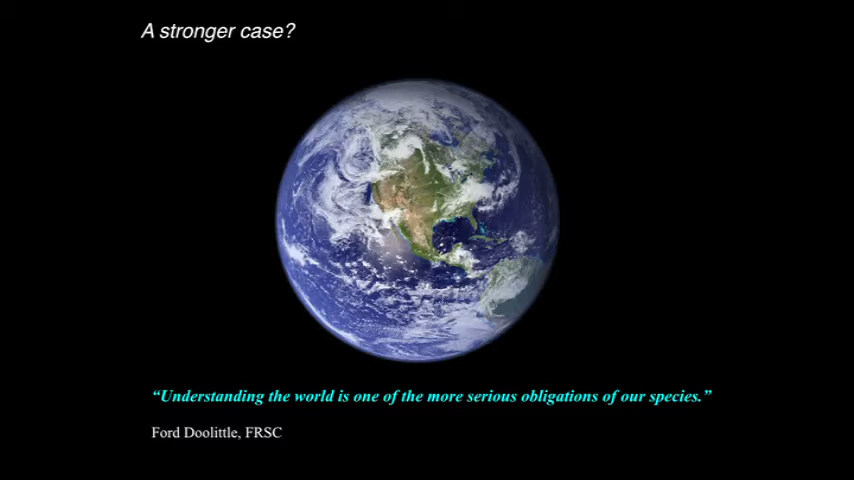 A stronger case?
“Understanding the world is one of the more serious obligations of our species.”
Ford Doolittle, FRSC